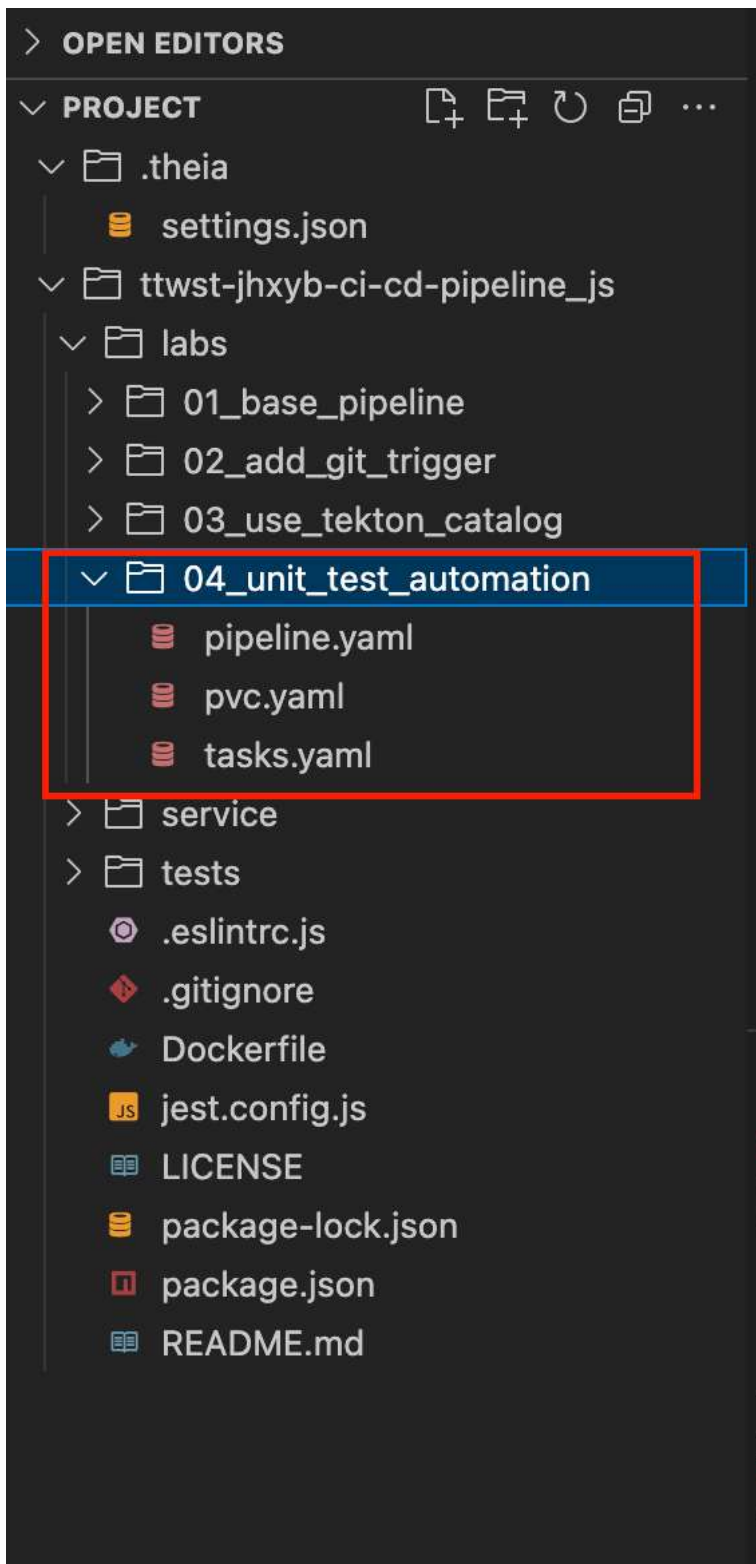 OPEN EDITORS
PROJECT
.theia
settings.json
ttwst-jhxyb-ci-cd-pipeline_js
labs
01_base_pipeline
02_add_git_trigger
03_use_tekton_catalog
04_unit_test_automation
pipeline.yaml
pvc.yaml
tasks.yaml
service
tests
.eslintrc.js
.gitignore
Dockerfile
JS jest.config.js
LICENSE
package-lock.json
package.json
README.md